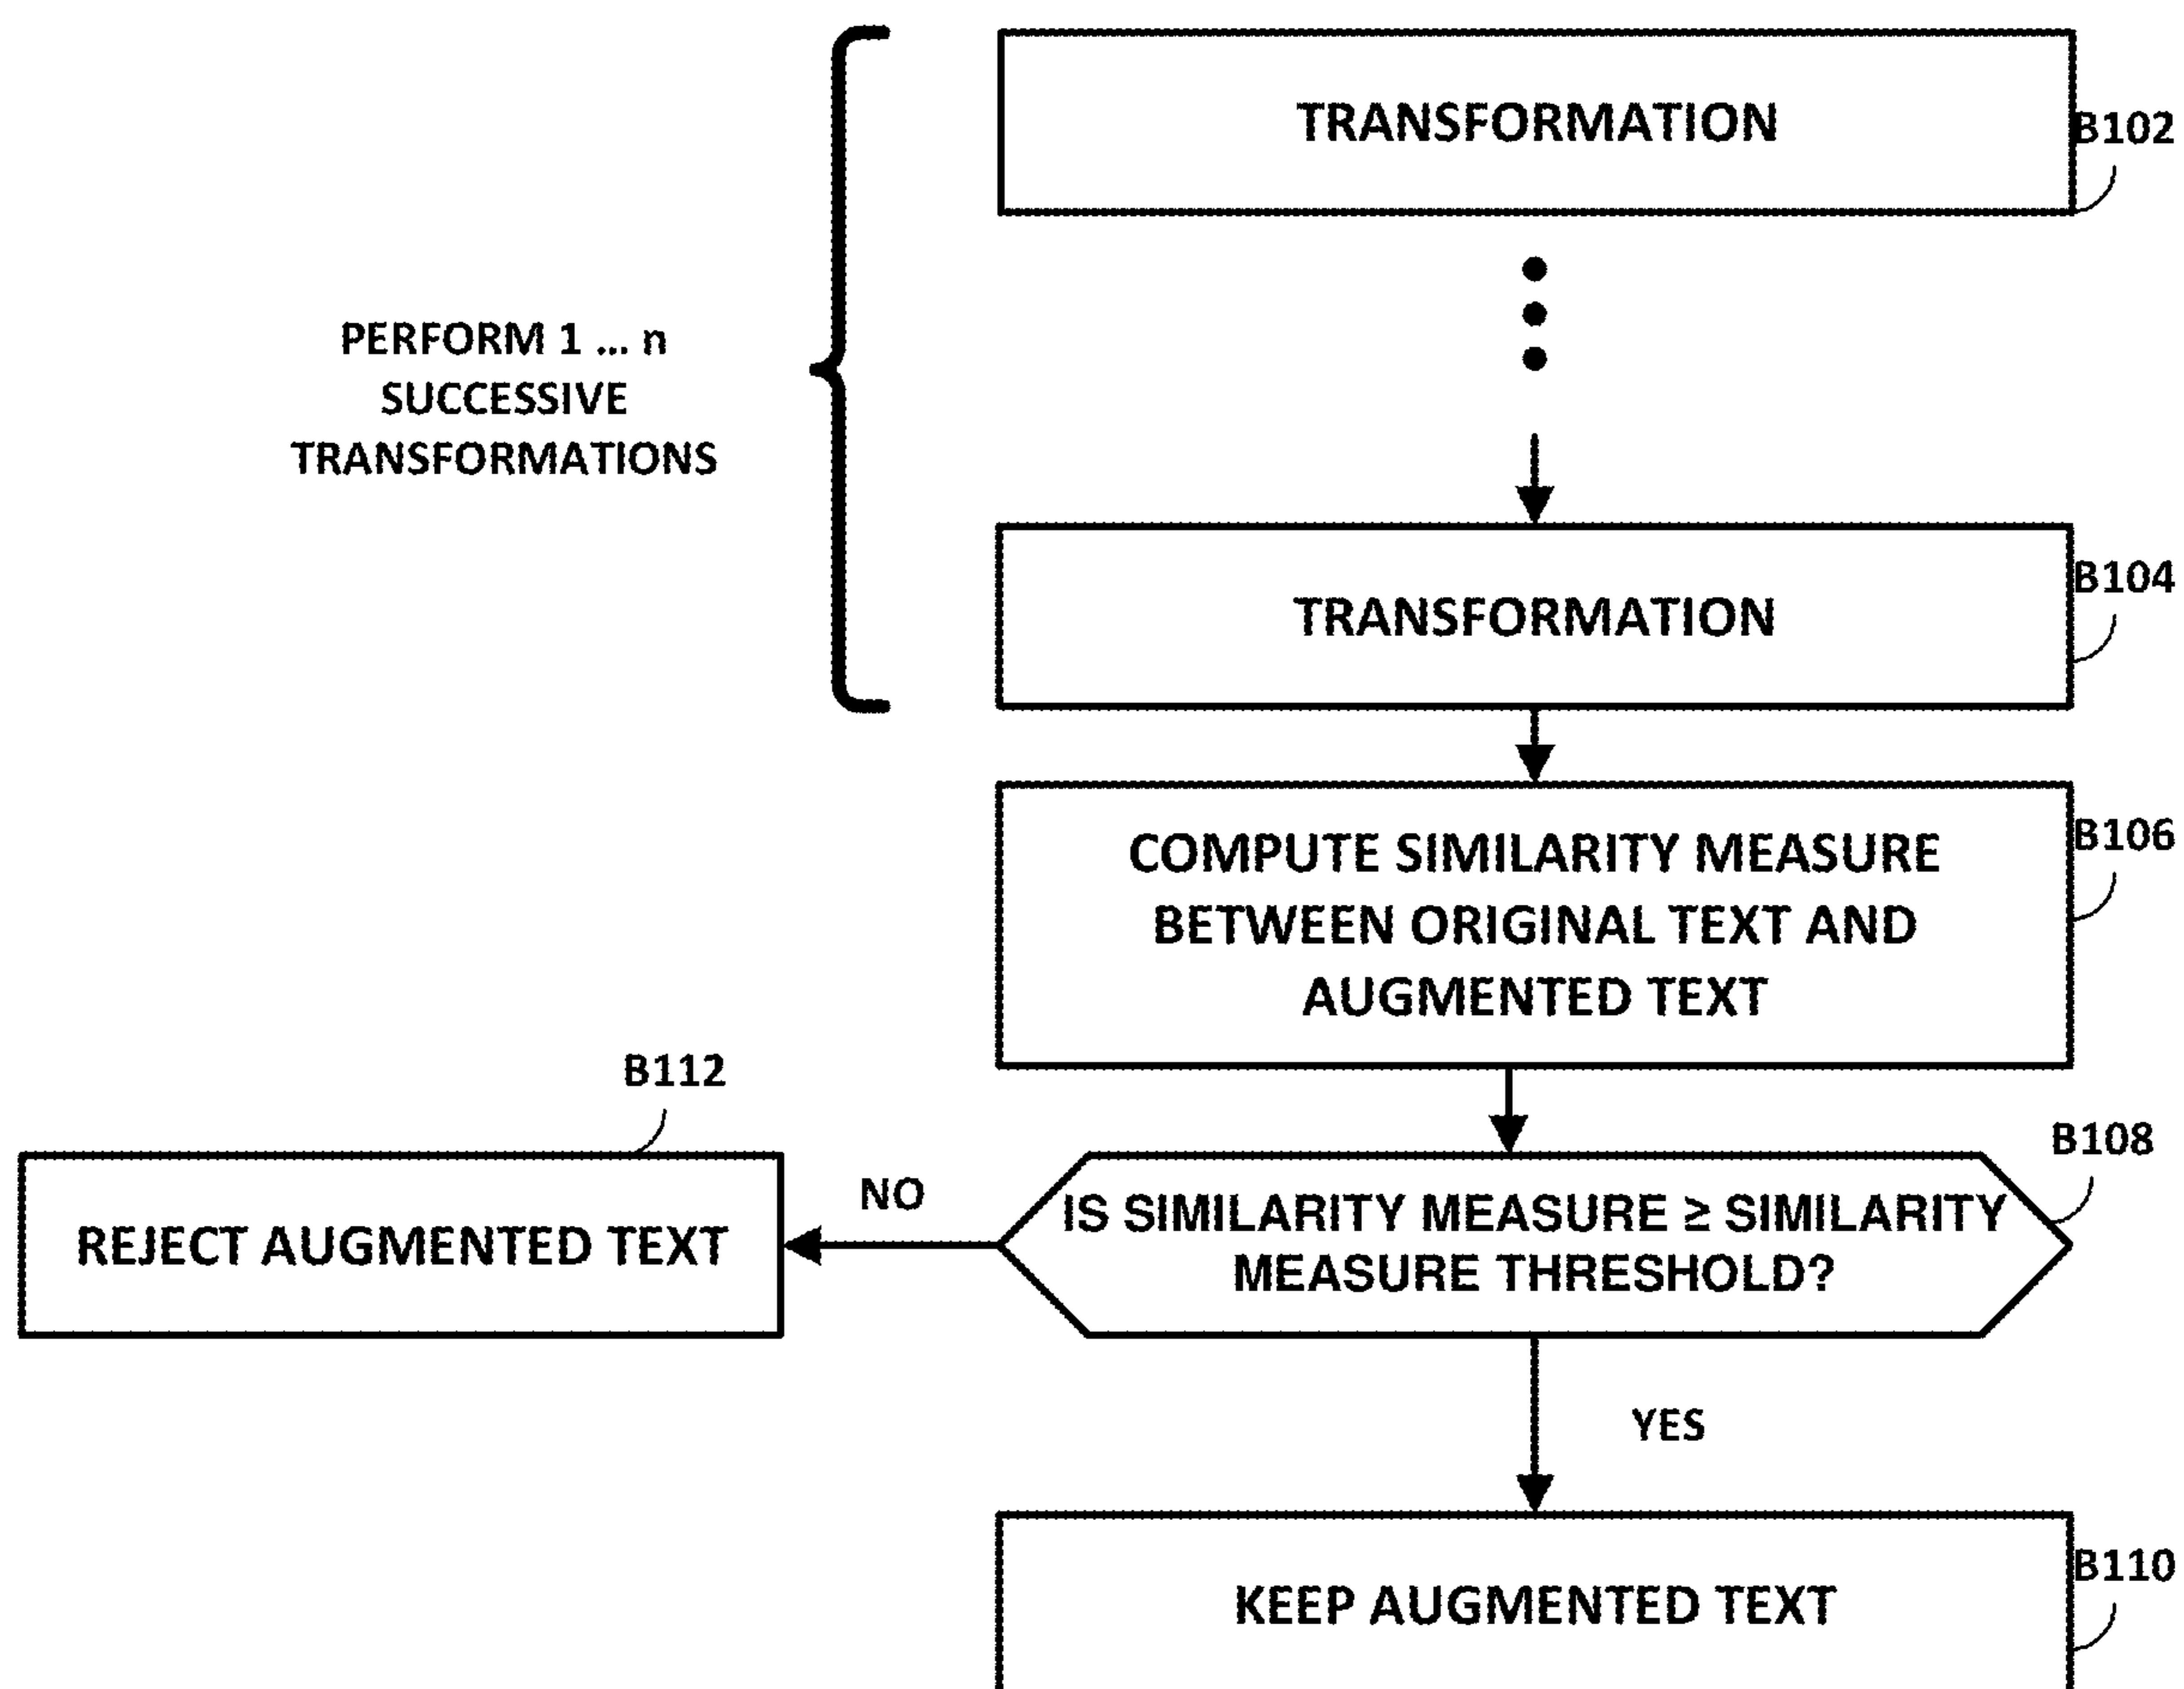 TRANSFORMATION
B102
PERFORM 1 ... n
SUCCESSIVE
TRANSFORMATIONS
TRANSFORMATION
B104
COMPUTE SIMILARITY MEASURE
BETWEEN ORIGINAL TEXT AND
AUGMENTED TEXT
B106
B112
REJECT AUGMENTED TEXT
NO
B108
IS SIMILARITY MEASURE ≥ SIMILARITY
MEASURE THRESHOLD?
YES
B110
KEEP AUGMENTED TEXT